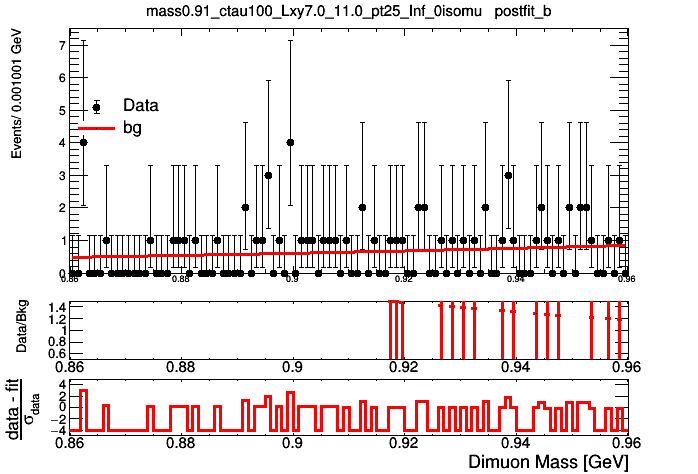 mass0.91_ctau100_Lxy7.0_11.0_pt25_Inf_0isomu postfit_b
Events/ 0.001001 GeV
7
6
5
4
3
2
1
0
Data
bg
0.86 0.88 0.9 0.92 0.94 0.96
Data/Bkg
1.4
1.2
1
0.8
0.6
0.86 0.88 0.9 0.92 0.94 0.96
data - fit
σdata
4
2
0
−2
−4
0.86 0.88 0.9 0.92 0.94 0.96
Dimuon Mass [GeV]